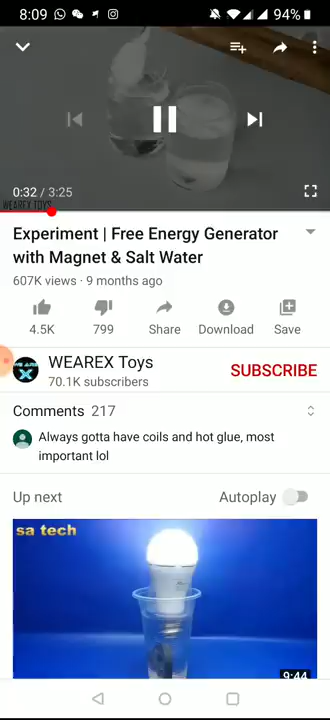 8:09 94%
0:32 / 3:25
WEAREX TOYS
Experiment | Free Energy Generator
with Magnet & Salt Water
607K views · 9 months ago
4.5K 799 Share Download Save
WEAREX Toys
70.1K subscribers
SUBSCRIBE
Comments 217
Always gotta have coils and hot glue, most
important lol
Up next Autoplay
sa tech
9:44